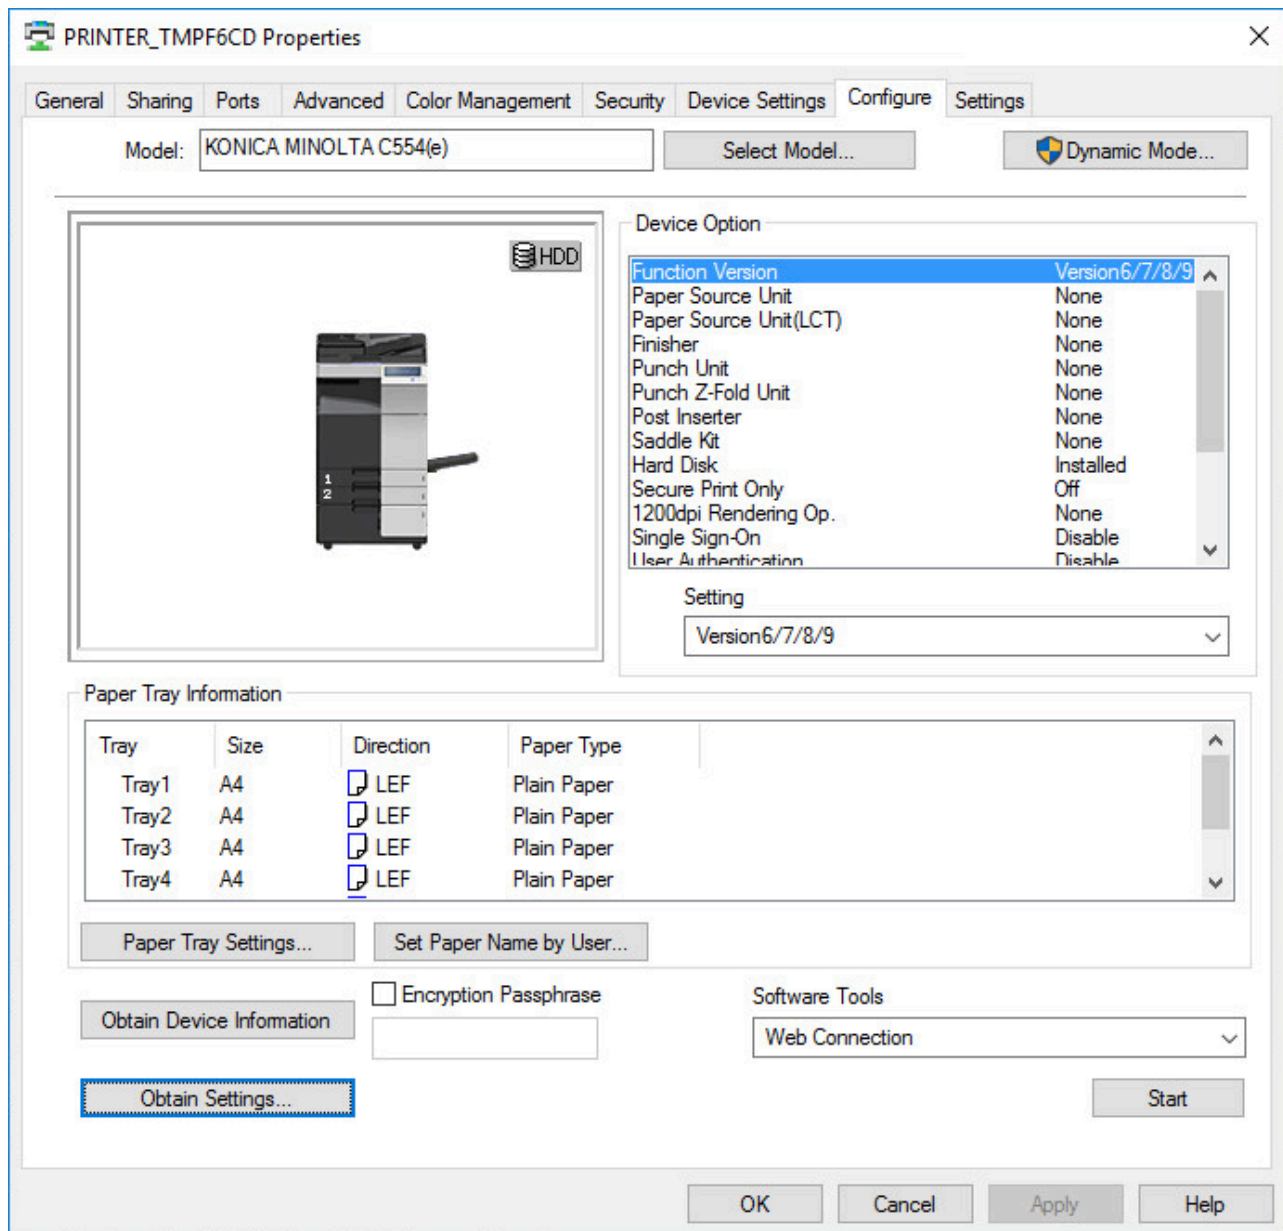 PRINTER_TMPF6CD Properties
General Sharing Ports Advanced Color Management Security Device Settings Configure Settings
Model: KONICA MINOLTA C554(e) Select Model... Dynamic Mode...
HDD
1
2
Device Option
Function Version Version6/7/8/9
Paper Source Unit None
Paper Source Unit(LCT) None
Finisher None
Punch Unit None
Punch Z-Fold Unit None
Post Inserter None
Saddle Kit None
Hard Disk Installed
Secure Print Only Off
1200dpi Rendering Op. None
Single Sign-On Disable
User Authentication Disable
Setting
Version6/7/8/9
Paper Tray Information
Tray Size Direction Paper Type
Tray1 A4 LEF Plain Paper
Tray2 A4 LEF Plain Paper
Tray3 A4 LEF Plain Paper
Tray4 A4 LEF Plain Paper
Paper Tray Settings... Set Paper Name by User...
Obtain Device Information Encryption Passphrase Software Tools
Web Connection
Obtain Settings... Start
OK Cancel Apply Help